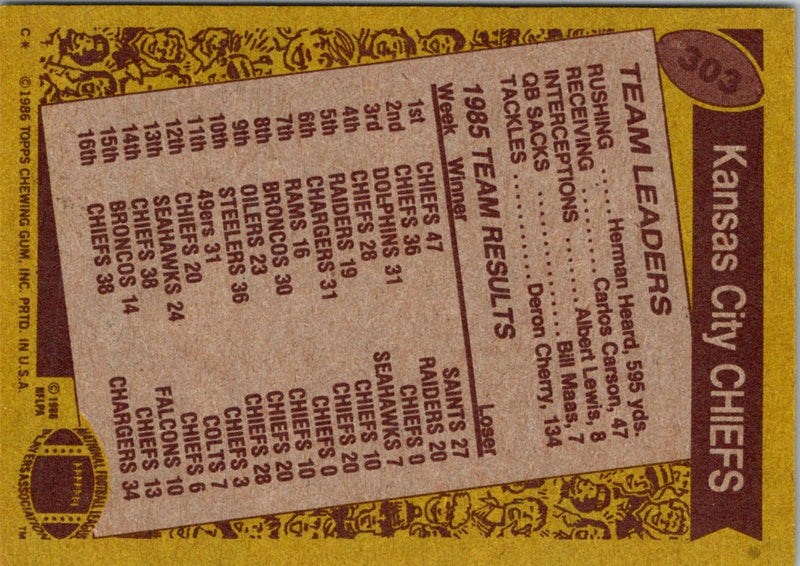 303
Kansas City CHIEFS
TEAM LEADERS
RUSHING ..... Herman Heard, 595 yds.
RECEIVING ........ Carlos Carson, 47
INTERCEPTIONS ...... Albert Lewis, 8
QB SACKS ............. Bill Maas, 7
TACKLES ......... Deron Cherry, 134
1985 TEAM RESULTS
Week Winner Loser
1st CHIEFS 47 SAINTS 27
2nd CHIEFS 36 RAIDERS 20
3rd DOLPHINS 31 CHIEFS 0
4th CHIEFS 28 SEAHAWKS 7
5th RAIDERS 19 CHIEFS 10
6th CHARGERS 31 CHIEFS 20
7th RAMS 16 CHIEFS 0
8th BRONCOS 30 CHIEFS 10
9th OILERS 23 CHIEFS 20
10th STEELERS 36 CHIEFS 28
11th 49ers 31 CHIEFS 3
12th CHIEFS 20 COLTS 7
13th SEAHAWKS 24 CHIEFS 6
14th CHIEFS 38 FALCONS 10
15th BRONCOS 14 CHIEFS 13
16th CHIEFS 38 CHARGERS 34
© 1986
NFLPA
NATIONAL FOOTBALL LEAGUE
PLAYERS ASSOCIATION
TM
C* © 1986 TOPPS CHEWING GUM, INC. PRTD. IN U.S.A.